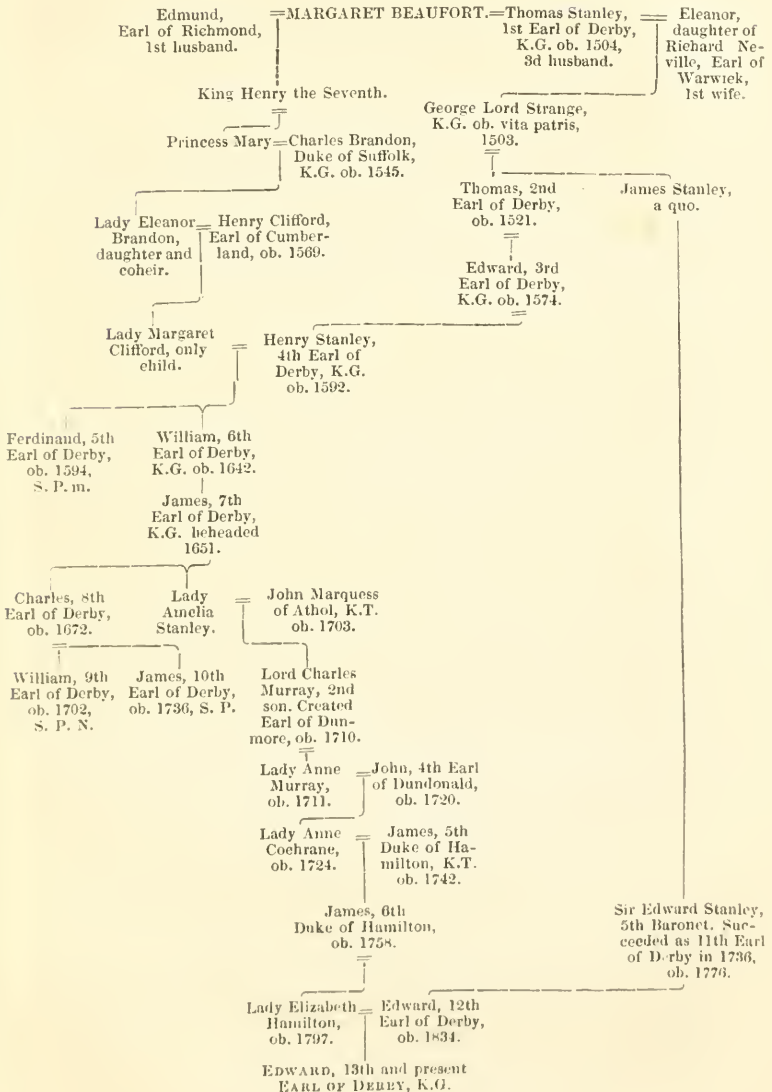 Edmund,
Earl of Richmond,
1st husband.
=MARGARET BEAUFORT.=
Thomas Stanley,
1st Earl of Derby,
K.G. ob. 1504,
3d husband.
=
Eleanor,
daughter of
Richard Ne-
ville, Earl of
Warwick,
1st wife.
King Henry the Seventh.
George Lord Strange,
K.G. ob. vita patris,
1503.
Princess Mary=
Charles Brandon,
Duke of Suffolk,
K.G. ob. 1545.
Thomas, 2nd
Earl of Derby,
ob. 1521.
James Stanley,
a quo.
Lady Eleanor=
Brandon,
daughter and
coheir.
Henry Clifford,
Earl of Cumber-
land, ob. 1569.
Edward, 3rd
Earl of Derby,
K.G. ob. 1574.
Lady Margaret
Clifford, only
child.
=
Henry Stanley,
4th Earl of
Derby, K.G.
ob. 1592.
Ferdinand, 5th
Earl of Derby,
ob. 1594,
S. P. m.
William, 6th
Earl of Derby,
K.G. ob. 1642.
James, 7th
Earl of Derby,
K.G. beheaded
1651.
Charles, 8th
Earl of Derby,
ob. 1672.
Lady
Amelia
Stanley.
=
John Marquess
of Athol, K.T.
ob. 1703.
William, 9th
Earl of Derby,
ob. 1702,
S. P. N.
James, 10th
Earl of Derby,
ob. 1736, S. P.
Lord Charles
Murray, 2nd
son. Created
Earl of Dun-
more, ob. 1710.
Lady Anne
Murray,
ob. 1711.
=
John, 4th Earl
of Dundonald,
ob. 1720.
Lady Anne
Cochrane,
ob. 1724.
=
James, 5th
Duke of Ha-
milton, K.T.
ob. 1742.
James, 6th
Duke of Hamilton,
ob. 1758.
Sir Edward Stanley,
5th Baronet. Suc-
ceeded as 11th Earl
of Derby in 1736,
ob. 1776.
Lady Elizabeth
Hamilton,
ob. 1797.
=
Edward, 12th
Earl of Derby,
ob. 1834.
EDWARD, 13th and present
EARL OF DERBY, K.G.